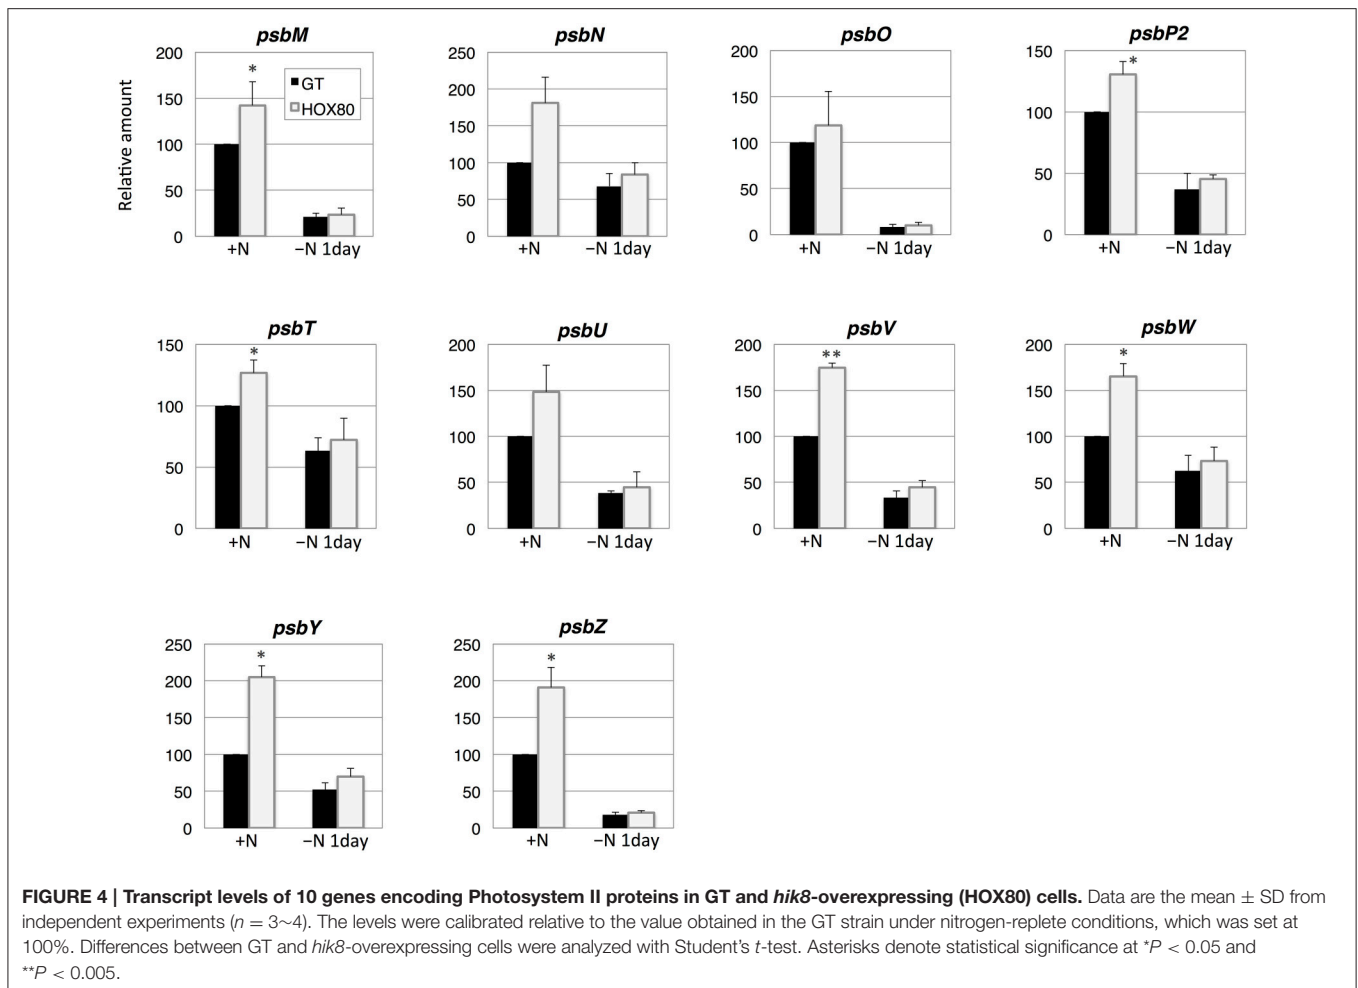 psbM psbN psbO psbP2
Relative amount
200 250 200 150
* GT *
HOX80
150 200 150 100
100 150 100 50
50 100 50 0
0 50 0
0
+N −N 1day +N −N 1day +N −N 1day +N −N 1day
psbT psbU psbV psbW
150 200 200 200
* ** *
100 150 150 150
50 100 100 100
0 50 50 50
0 0 0
+N −N 1day +N −N 1day +N −N 1day +N −N 1day
psbY psbZ
250 250
* *
200 200
150 150
100 100
50 50
0 0
+N −N 1day +N −N 1day
FIGURE 4 | Transcript levels of 10 genes encoding Photosystem II proteins in GT and hik8-overexpressing (HOX80) cells. Data are the mean ± SD from
independent experiments (n = 3~4). The levels were calibrated relative to the value obtained in the GT strain under nitrogen-replete conditions, which was set at
100%. Differences between GT and hik8-overexpressing cells were analyzed with Student's t-test. Asterisks denote statistical significance at *P < 0.05 and
**P < 0.005.